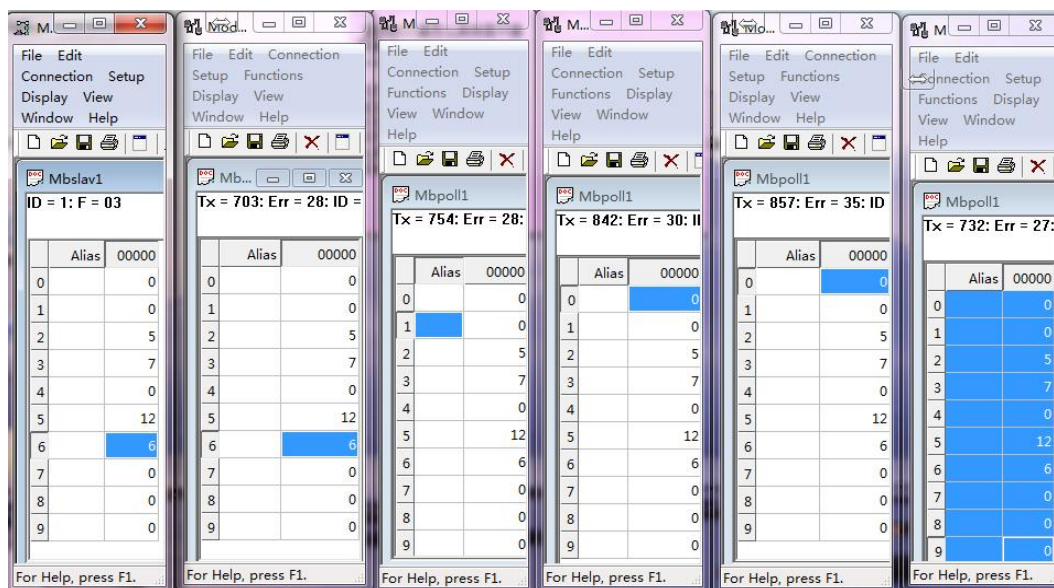 M.
File Edit
Connection Setup
Display View
Window Help
Mbslav1
ID = 1: F = 03
Alias 00000
0 0
1 0
2 5
3 7
4 0
5 12
6 6
7 0
8 0
9 0
For Help, press F1.
Mod...
File Edit Connection
Setup Functions
Display View
Window Help
Mb...
Tx = 703: Err = 28: ID =
Alias 00000
0 0
1 0
2 5
3 7
4 0
5 12
6 6
7 0
8 0
9 0
For Help, press F1.
M
File Edit
Connection Setup
Functions Display
View Window
Help
Mbpoll1
Tx = 754: Err = 28:
Alias 00000
0 0
1 0
2 5
3 7
4 0
5 12
6 6
7 0
8 0
9 0
For Help, press F1.
M...
File Edit
Connection Setup
Functions Display
View Window
Help
Mbpoll1
Tx = 842: Err = 30:
Alias 00000
0 0
1 0
2 5
3 7
4 0
5 12
6 6
7 0
8 0
9 0
For Help, press F1.
File Edit Connection
Setup Functions
Display View
Window Help
Mbpoll1
Tx = 857: Err = 35: ID
Alias 00000
0 0
1 0
2 5
3 7
4 0
5 12
6 6
7 0
8 0
9 0
For Help, press F1.
M
File Edit
Setup
Functions Display
View Window
Help
Mbpoll1
Tx = 732: Err = 27:
Alias 00000
0 0
1 0
2 5
3 7
4 0
5 12
6 6
7 0
8 0
9 0
For Help, press F1.